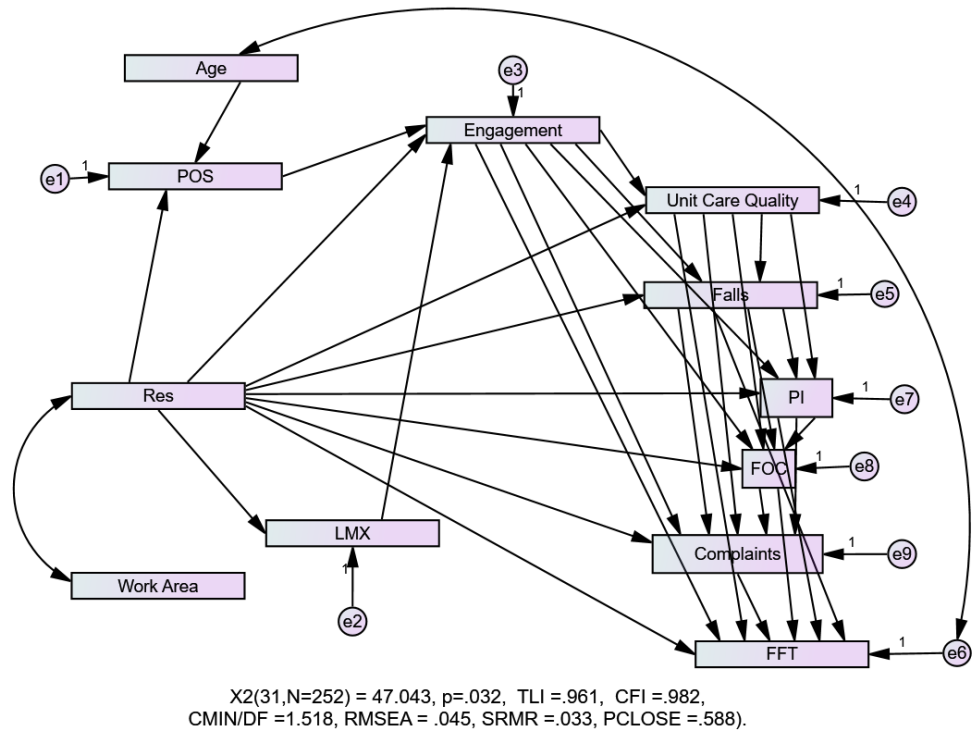 Age
e3
1
Engagement
e1
1
POS
Unit Care Quality
1
e4
Falls
1
e5
Res
PI
1
e7
FOC
1
e8
LMX
Complaints
1
e9
Work Area
1
e2
FFT
1
e6
X2(31,N=252) = 47.043, p=.032, TLI .961, CFI =.982,
CMIN/DF =1.518, RMSEA = .045, SRMR =.033, PCLOSE =.588).